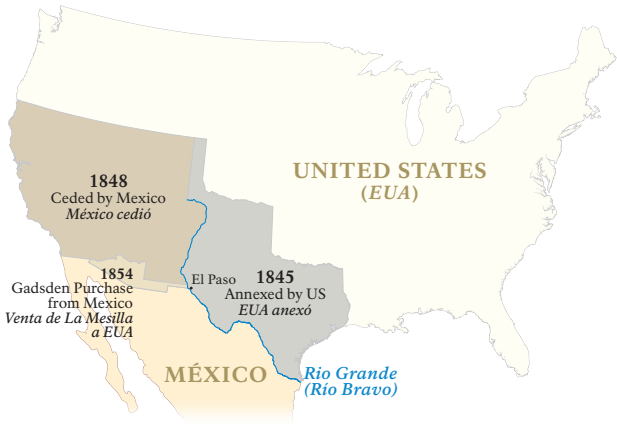 UNITED STATES
(EUA)
1848
Ceded by Mexico
México cedió
1854
Gadsden Purchase
from Mexico
Venta de La Mesilla
a EUA
El Paso
1845
Annexed by US
EUA anexó
MÉXICO
Rio Grande
(Río Bravo)